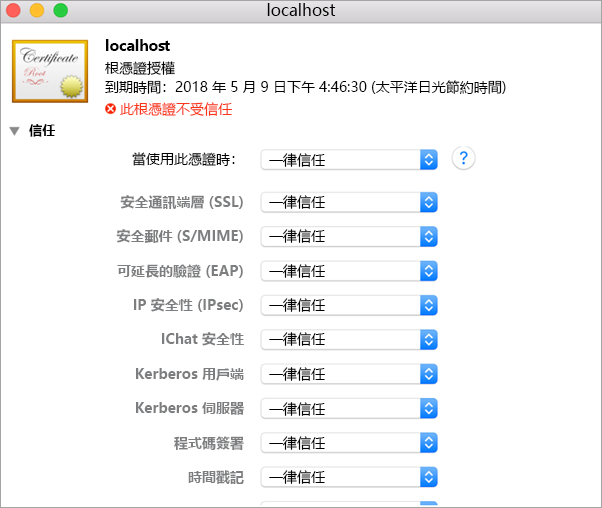 localhost
Certificate
Root
localhost
根憑證授權
到期時間：2018 年 5 月 9 日下午 4:46:30 (太平洋日光節約時間)
此根憑證不受信任
信任
當使用此憑證時： 一律信任 ?
安全通訊端層 (SSL) 一律信任
安全郵件 (S/MIME) 一律信任
可延長的驗證 (EAP) 一律信任
IP 安全性 (IPsec) 一律信任
IChat 安全性 一律信任
Kerberos 用戶端 一律信任
Kerberos 伺服器 一律信任
程式碼簽署 一律信任
時間戳記 一律信任